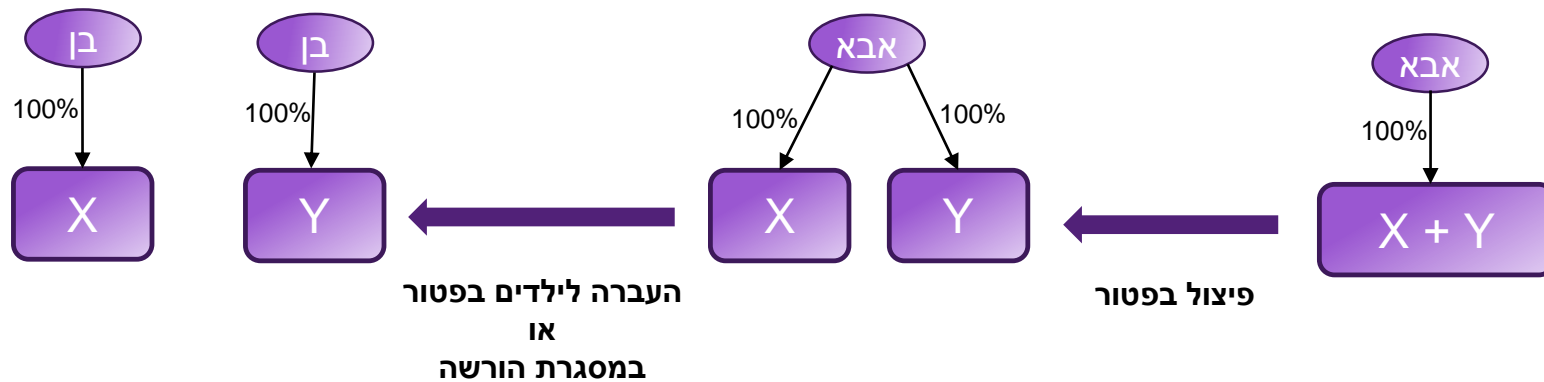 אבא
100%
X + Y
פיצול בפטור
אבא
100%
100%
Y
X
העברה לילדים בפטור
או
במסגרת הורשה
בן
100%
Y
בן
100%
X